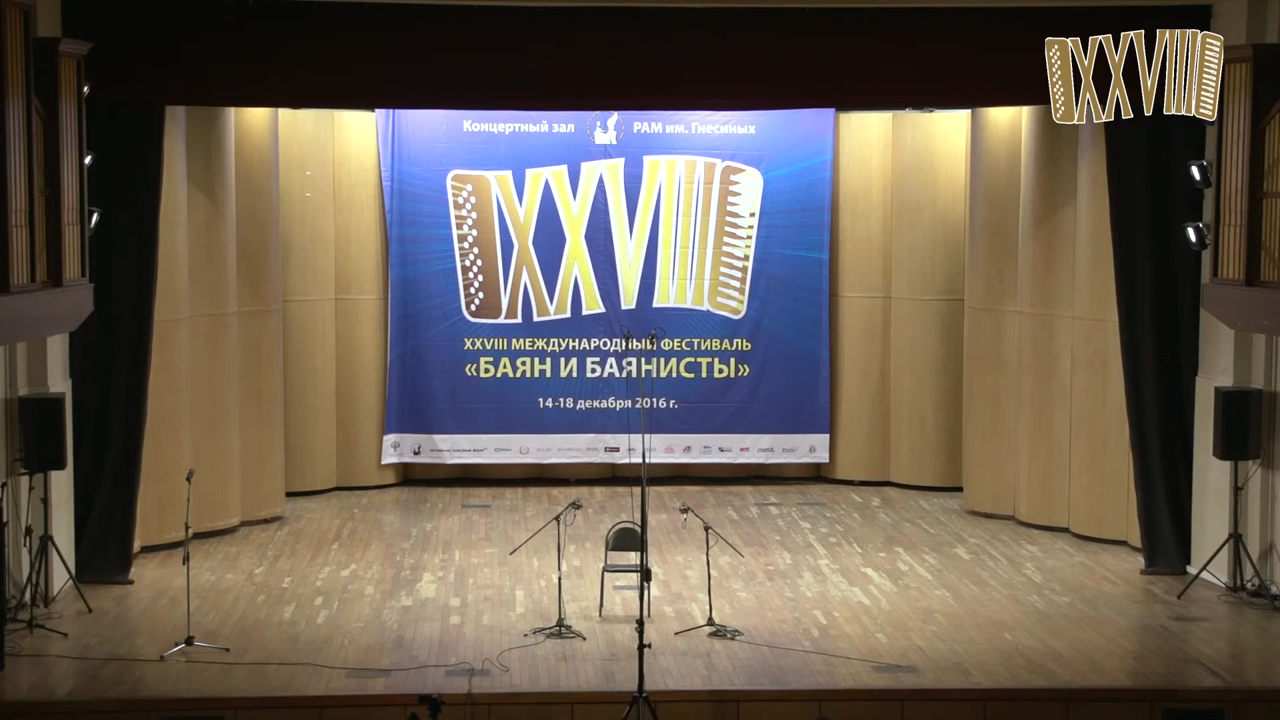 XXVIII
Концертный зал
РАМ им. Гнесиных
XXVIII
XXVIII МЕЖДУНАРОДНЫЙ ФЕСТИВАЛЬ
«БАЯН И БАЯНИСТЫ»
14-18 декабря 2016 г.